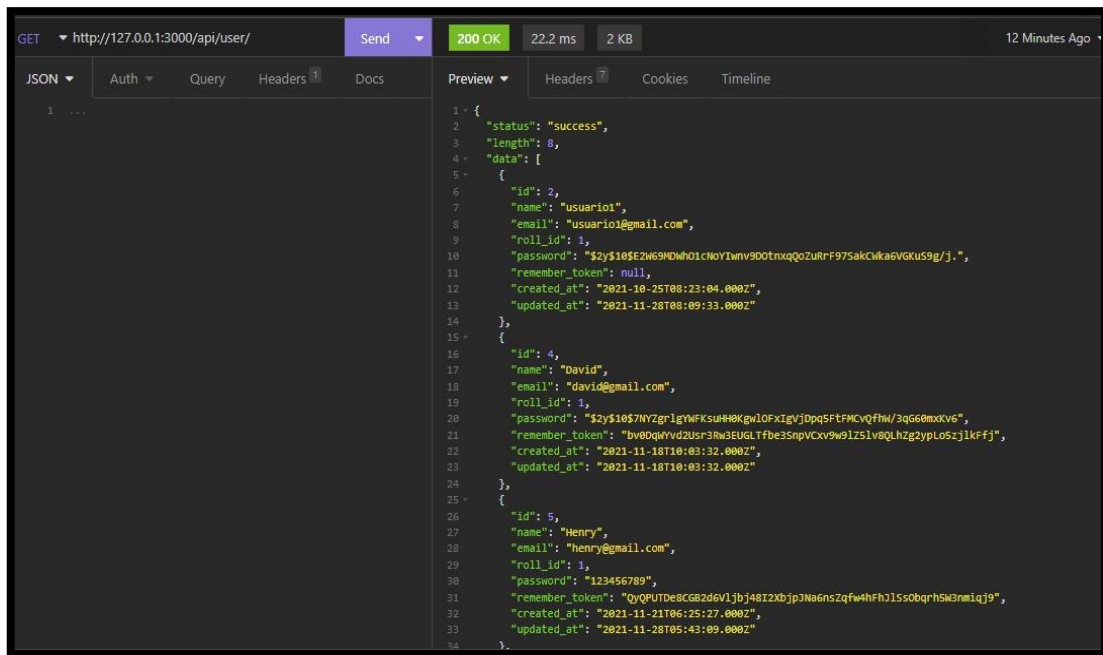 GET http://127.0.0.1:3000/api/user/ Send 200 OK 22.2 ms 2 KB 12 Minutes Ago
JSON Auth Query Headers 1 Docs Preview Headers 7 Cookies Timeline
1 ...
1 {
2 "status": "success",
3 "length": 8,
4 "data": [
5 {
6 "id": 2,
7 "name": "usuario1",
8 "email": "usuario1@gmail.com",
9 "roll_id": 1,
10 "password": "$2y$10$E2W69MDWhO1cNoYIwnv9DOtnxqQoZuRrF97SakCWka6VGKuS9g/j.",
11 "remember_token": null,
12 "created_at": "2021-10-25T08:23:04.000Z",
13 "updated_at": "2021-11-28T08:09:33.000Z"
14 },
15 {
16 "id": 4,
17 "name": "David",
18 "email": "david@gmail.com",
19 "roll_id": 1,
20 "password": "$2y$10$7NYZgrlgYWFKsuHH0KgwlOFxIgVjDpq5FtFMCvQfhW/3qG60mxKv6",
21 "remember_token": "bv0DqWYvd2Usr3Rw3EUGLTfbe3SnpVCxv9w9lZ5lv8QLhZg2ypLo5zjlkFfj",
22 "created_at": "2021-11-18T10:03:32.000Z",
23 "updated_at": "2021-11-18T10:03:32.000Z"
24 },
25 {
26 "id": 5,
27 "name": "Henry",
28 "email": "henry@gmail.com",
29 "roll_id": 1,
30 "password": "123456789",
31 "remember_token": "QyQPUTDe8CGB2d6Vljbj48I2XbjpJNa6nsZqfw4hFhJlSsObqrh5W3nmiqj9",
32 "created_at": "2021-11-21T06:25:27.000Z",
33 "updated_at": "2021-11-28T05:43:09.000Z"
34 },